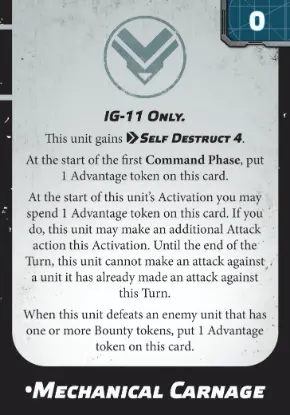 0
IG-11 Only.
This unit gains Self Destruct 4.
At the start of the first Command Phase, put
1 Advantage token on this card.
At the start of this unit's Activation you may
spend 1 Advantage token on this card. If you
do, this unit may make an additional Attack
action this Activation. Until the end of the
Turn, this unit cannot make an attack against
a unit it has already made an attack against
this Turn.
When this unit defeats an enemy unit that has
one or more Bounty tokens, put 1 Advantage
token on this card.
•Mechanical Carnage